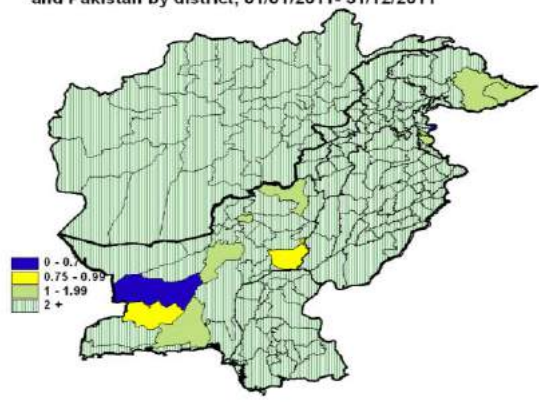 and Pakistan by district, 01/01/2011- 31/12/2011
0 - 0.7
0.75 - 0.99
1 - 1.99
2 +